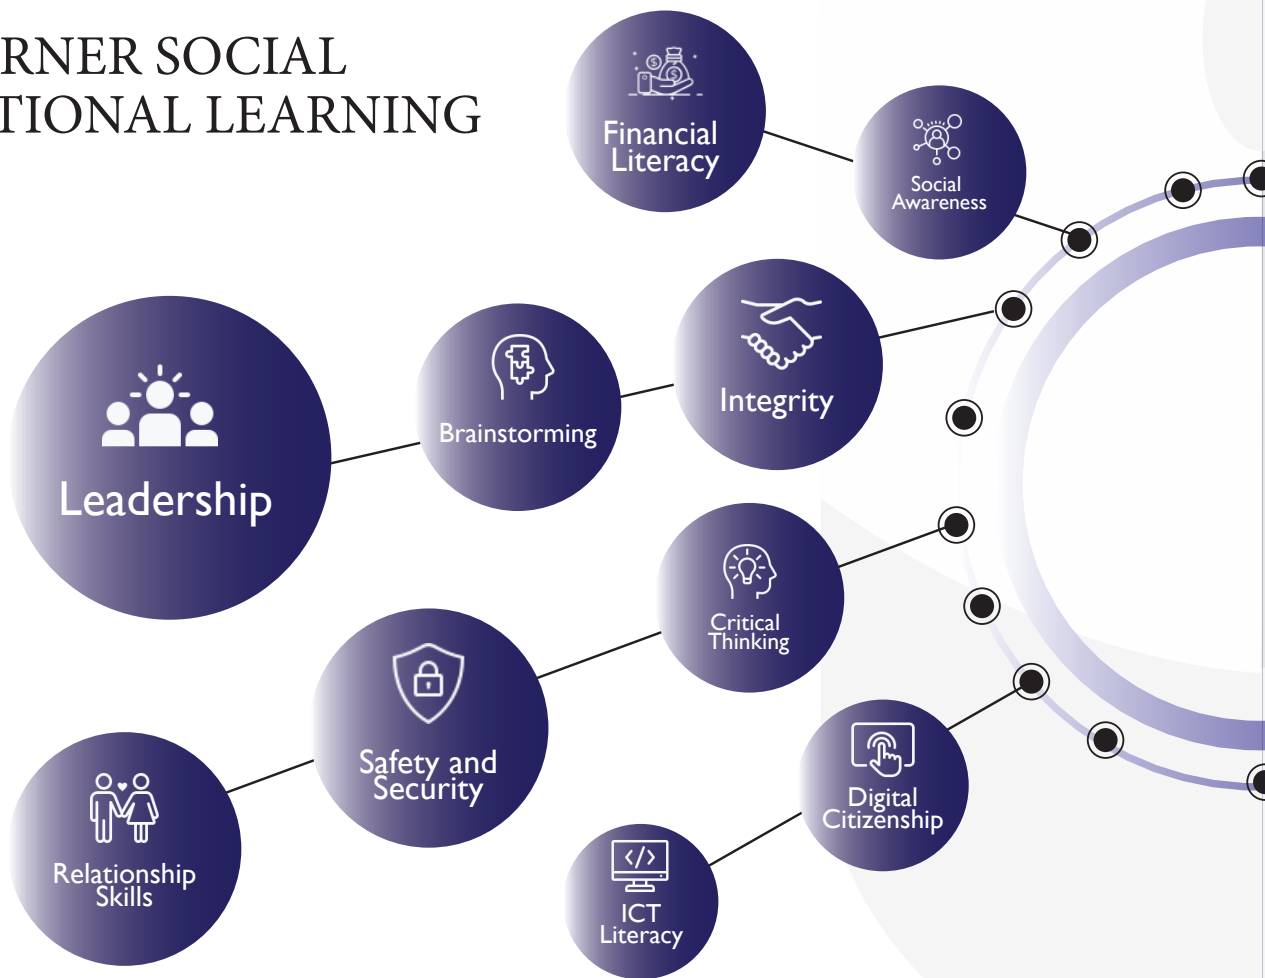 RNER SOCIAL
TIONAL LEARNING
Financial
Literacy
Social
Awareness
Integrity
Brainstorming
Leadership
Critical
Thinking
Safety and
Security
Relationship
Skills
Digital
Citizenship
ICT
Literacy